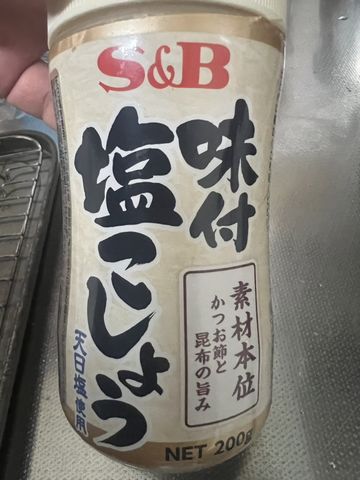 S&B
味付
塩こしょう
素材本位
かつお節と
昆布の旨み
天日塩使用
NET 200g